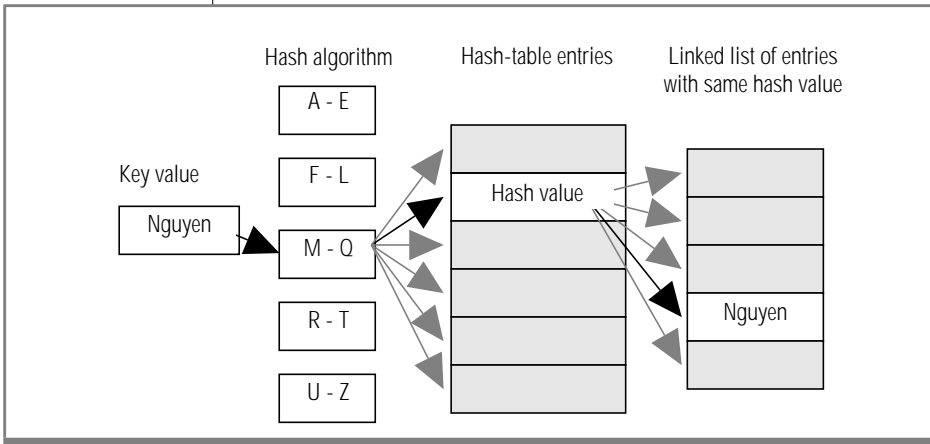 Hash algorithm
Hash-table entries
Linked list of entries
with same hash value
A - E
Key value
F - L
Hash value
Nguyen
M - Q
R - T
Nguyen
U - Z